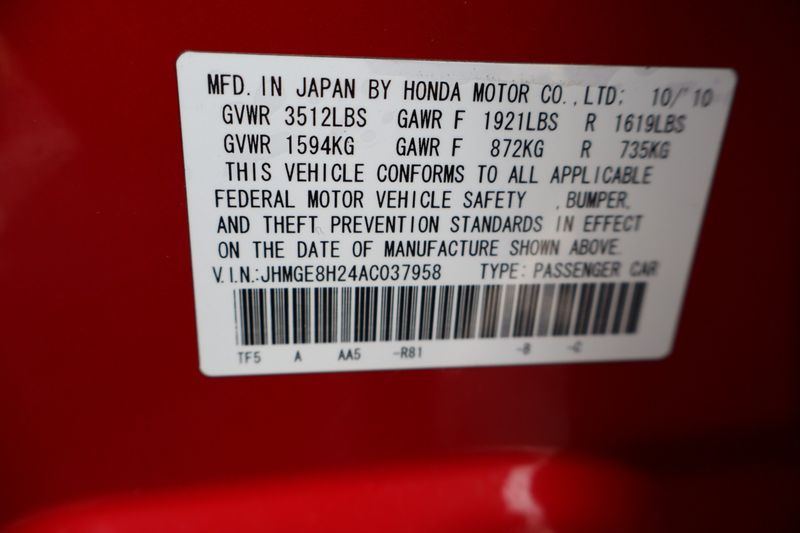 MFD. IN JAPAN BY HONDA MOTOR CO., LTD; 10/ 10
GVWR 3512LBS GAWR F 1921LBS R 1619LBS
GVWR 1594KG GAWR F 872KG R 735KG
THIS VEHICLE CONFORMS TO ALL APPLICABLE
FEDERAL MOTOR VEHICLE SAFETY , BUMPER,
AND THEFT PREVENTION STANDARDS IN EFFECT
ON THE DATE OF MANUFACTURE SHOWN ABOVE.
V.I.N.:JHMGE8H24AC037958 TYPE: PASSENGER CAR
TF5 A AA5 -R81 -B -C